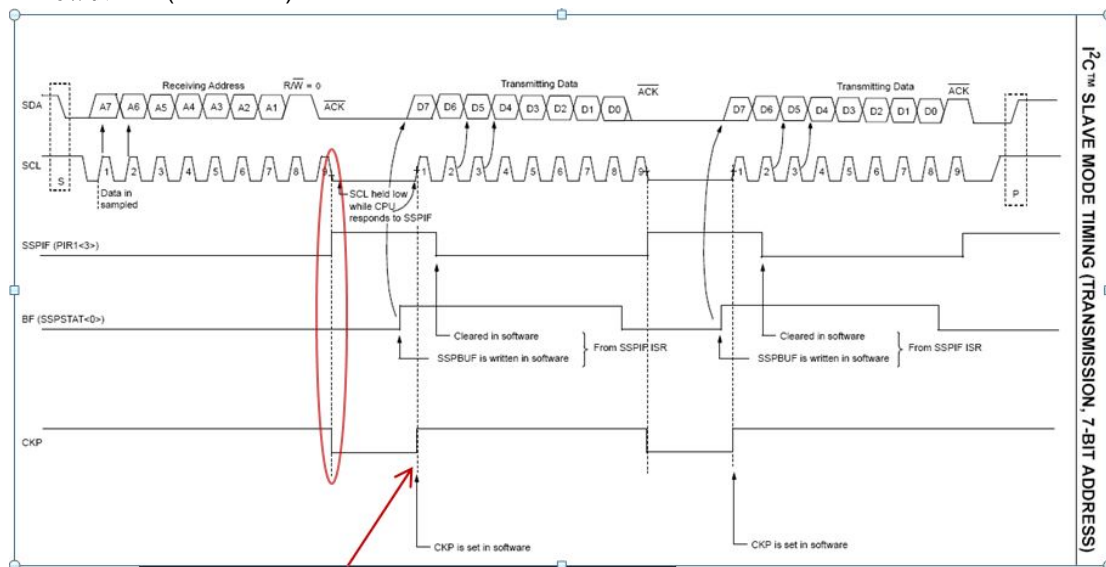 I²C™ SLAVE MODE TIMING (TRANSMISSION, 7-BIT ADDRESS)
Receiving Address
R/W = 0
ACK
Transmitting Data
ACK
Transmitting Data
ACK
SDA
A7 A6 A5 A4 A3 A2 A1
D7 D6 D5 D4 D3 D2 D1 D0
D7 D6 D5 D4 D3 D2 D1 D0
SCL
S
1 2 3 4 5 6 7 8 9
1 2 3 4 5 6 7 8 9
1 2 3 4 5 6 7 8 9
P
Data in
sampled
SCL held low
while CPU
responds to SSPIF
SSPIF (PIR1<3>)
BF (SSPSTAT<0>)
Cleared in software
SSPBUF is written in software
From SSPIF ISR
Cleared in software
SSPBUF is written in software
From SSPIF ISR
CKP
CKP is set in software
CKP is set in software